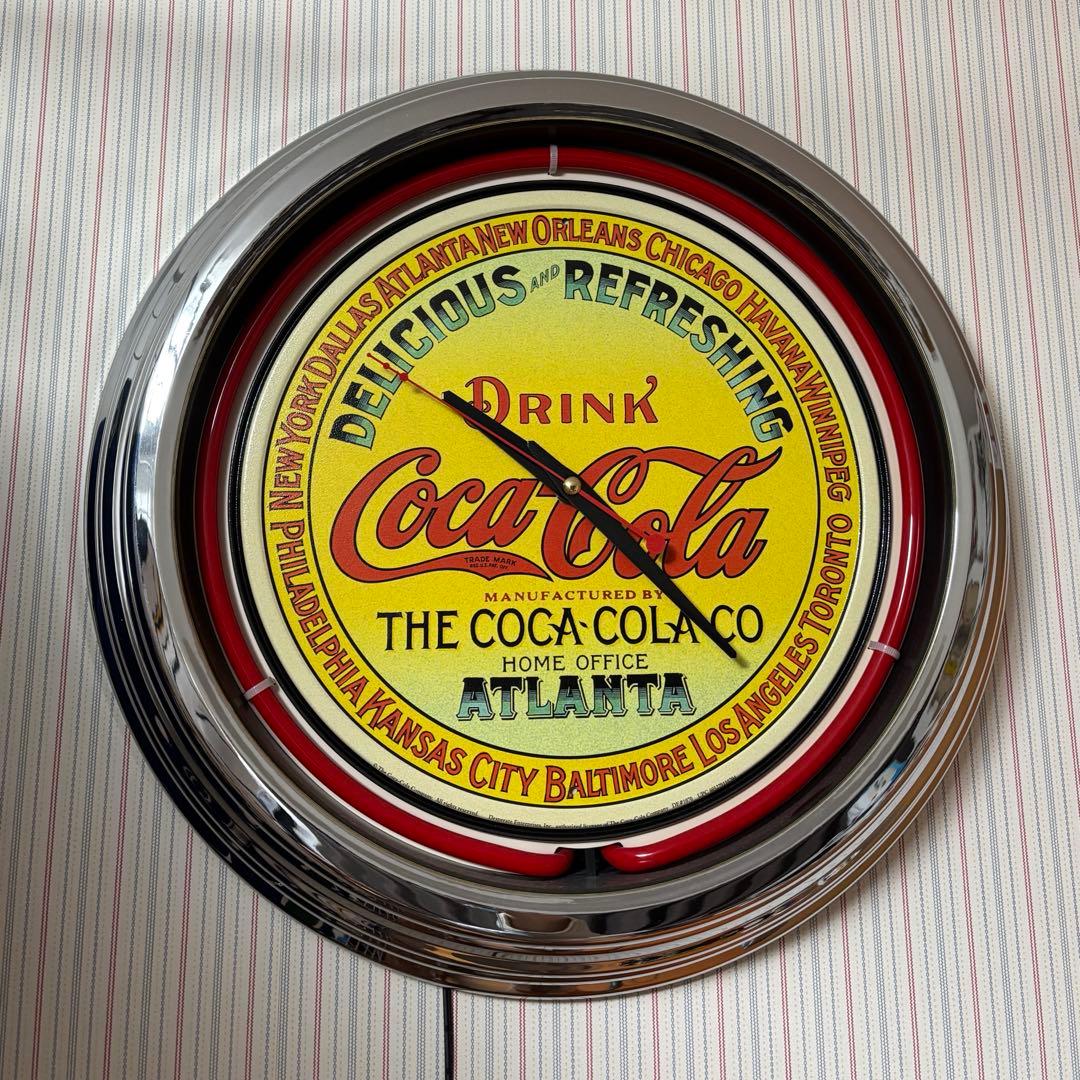 NEW YORK DALLAS ATLANTA NEW ORLEANS CHICAGO HAVANA WINNIPEG TORONTO LOS ANGELES BALTIMORE KANSAS CITY PHILADELPHIA
DELICIOUS AND REFRESHING
DRINK
Coca-Cola
TRADE MARK
MANUFACTURED BY
THE COCA-COLA CO
HOME OFFICE
ATLANTA